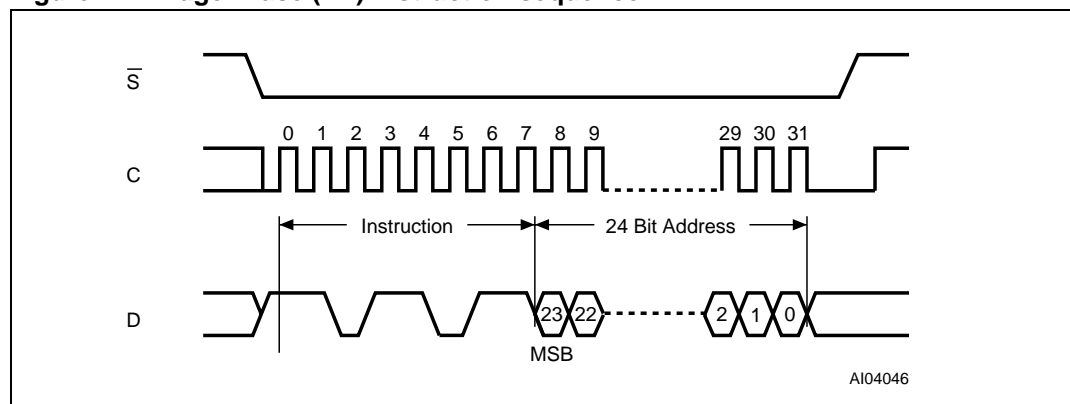 S
0 1 2 3 4 5 6 7 8 9 29 30 31
C
Instruction 24 Bit Address
D 23 22 2 1 0
MSB
AI04046